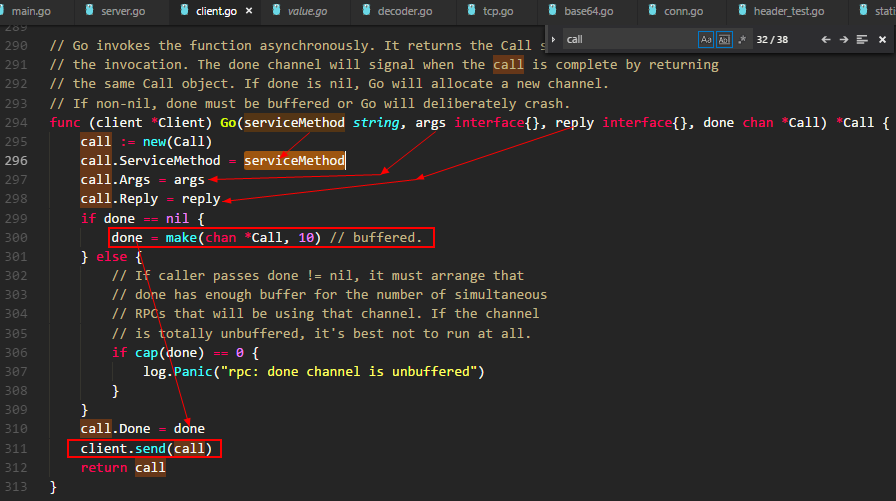 main.go server.go client.go × value.go decoder.go tcp.go base64.go conn.go header_test.go stati
call Aa Ab .* 32 / 38
289
290 // Go invokes the function asynchronously. It returns the Call s
291 // the invocation. The done channel will signal when the call is complete by returning
292 // the same Call object. If done is nil, Go will allocate a new channel.
293 // If non-nil, done must be buffered or Go will deliberately crash.
294 func (client *Client) Go(serviceMethod string, args interface{}, reply interface{}, done chan *Call) *Call {
295 call := new(Call)
296 call.ServiceMethod = serviceMethod
297 call.Args = args
298 call.Reply = reply
299 if done == nil {
300 done = make(chan *Call, 10) // buffered.
301 } else {
302 // If caller passes done != nil, it must arrange that
303 // done has enough buffer for the number of simultaneous
304 // RPCs that will be using that channel. If the channel
305 // is totally unbuffered, it's best not to run at all.
306 if cap(done) == 0 {
307 log.Panic("rpc: done channel is unbuffered")
308 }
309 }
310 call.Done = done
311 client.send(call)
312 return call
313 }